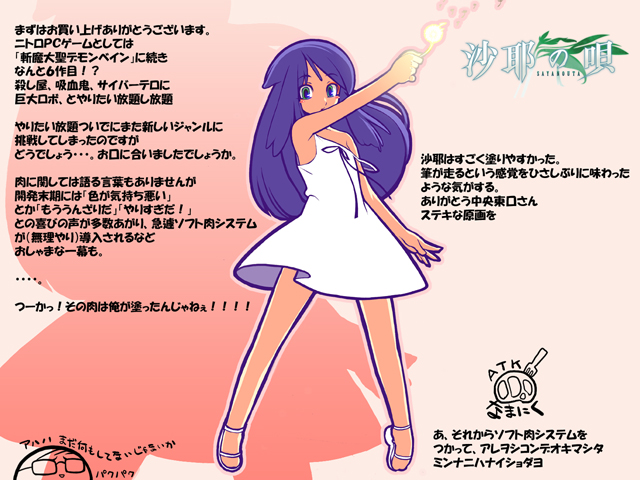 まずはお買い上げありがとうございます。
ニトロPCゲームとしては
「斬魔大聖デモンベイン」に続き
なんと6作目！？
殺し屋、吸血鬼、サイバーテロに
巨大ロボ、とやりたい放題し放題
やりたい放題ついでにまた新しいジャンルに
挑戦してしまったのですが
どうでしょう・・・。お口に合いましたでしょうか。
肉に関しては語る言葉もありませんが
開発末期には「色が気持ち悪い」
とか「もううんざりだ」「やりすぎだ！」
との喜びの声が多数あがり、急遽ソフト肉システム
が(無理やり)導入されるなど
おしゃまな一幕も。
・・・・。
つーかっ！その肉は俺が塗ったんじゃねぇ！！！！
アハハ まだ何もしてないじゃないか
パクパク
沙耶の唄
SAYANOUTA
沙耶はすごく塗りやすかった。
筆が走るという感覚をひさしぶりに味わった
ような気がする。
ありがとう中央東口さん
ステキな原画を
ATK
なまにく
あ、それからソフト肉システムを
つかって、アレヲシコンデオキマシタ
ミンナニハナイショダヨ